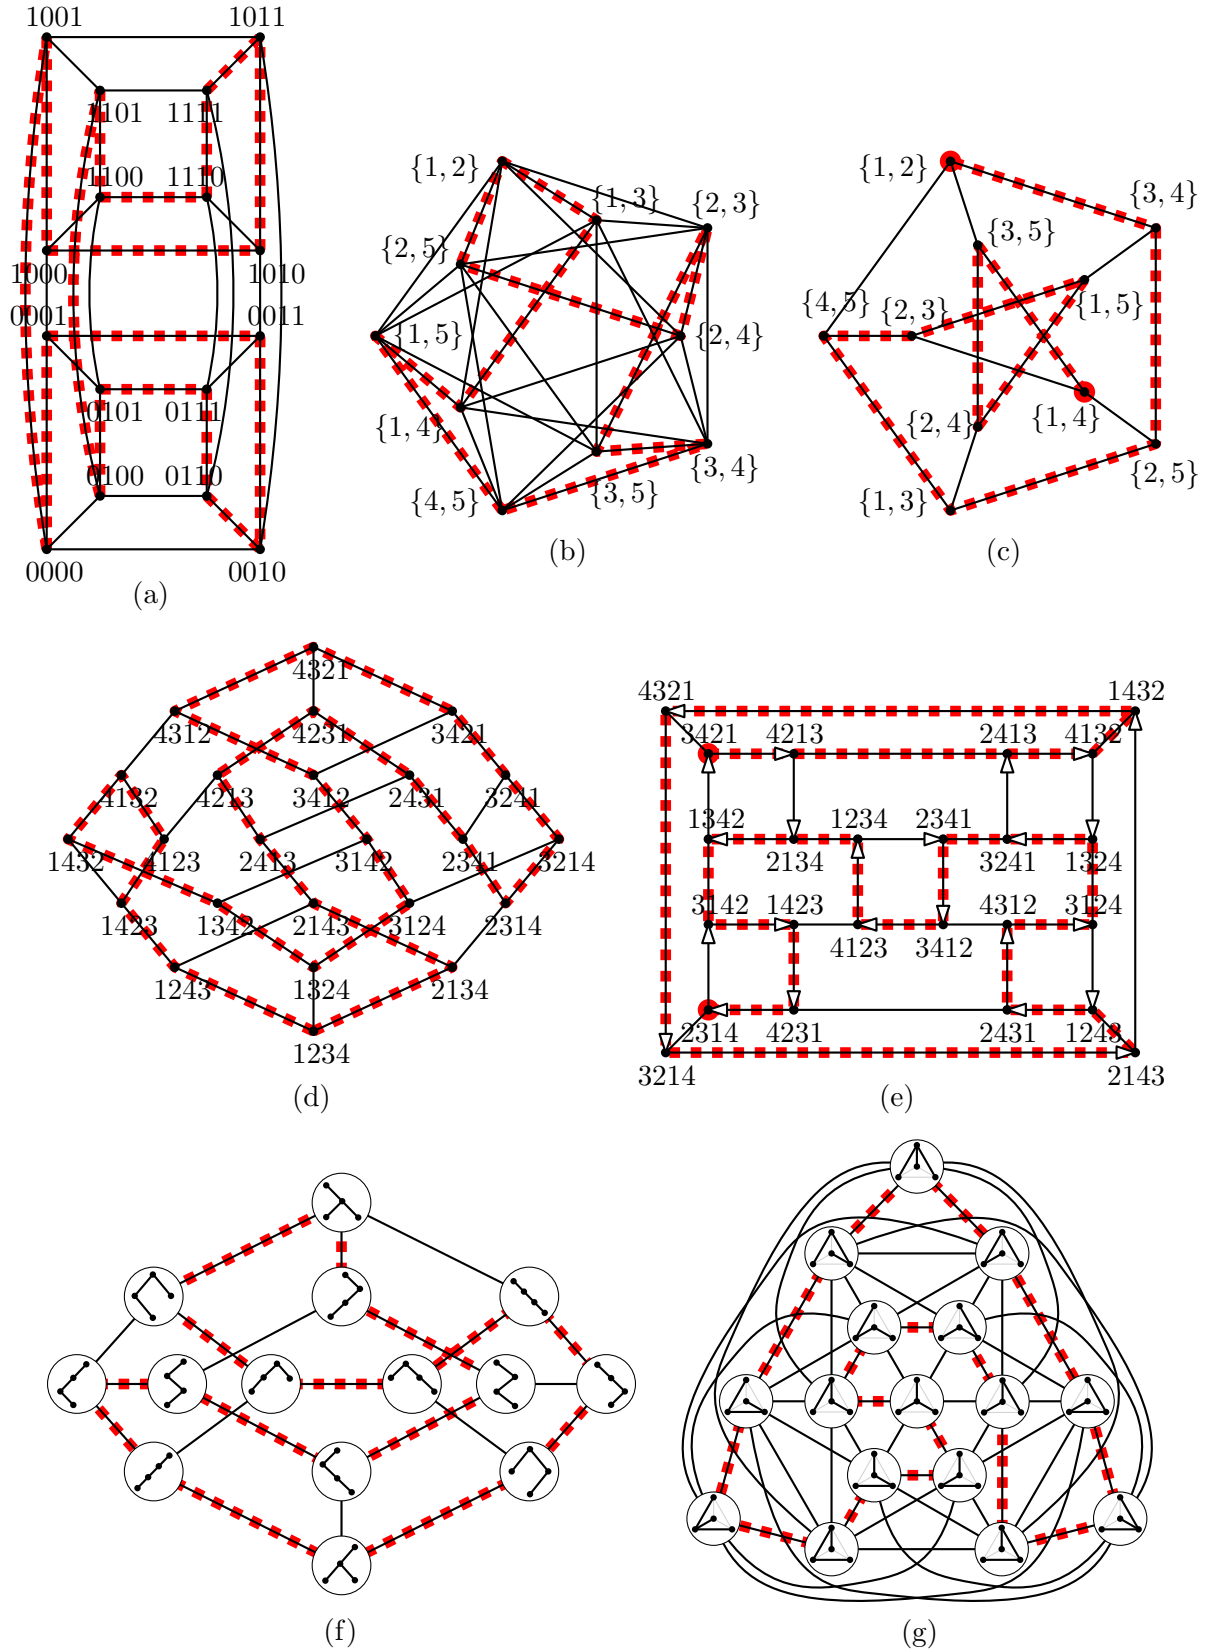 1001 1011
1101 1111
1100 1110
1000 1010
0001 0011
0101 0111
0100 0110
0000 0010
(a)
{1, 2}
{1, 3} {2, 3}
{2, 5}
{1, 5} {2, 4}
{1, 4}
{3, 4}
{4, 5} {3, 5}
(b)
{1, 2}
{3, 4}
{3, 5}
{4, 5} {2, 3} {1, 5}
{2, 4} {1, 4}
{1, 3} {2, 5}
(c)
4321
4312 4231 3421
4132 4213 3412 2431 3241
1432 4123 2413 3142 2341 3214
1423 1342 2143 3124 2314
1243 1324 2134
1234
(d)
4321 1432
3421 4213 2413 4132
1342 1234 2341
2134 3241 1324
3142 1423 4312 3124
4123 3412
2314 4231 2431 1243
3214 2143
(e)
(f)
(g)